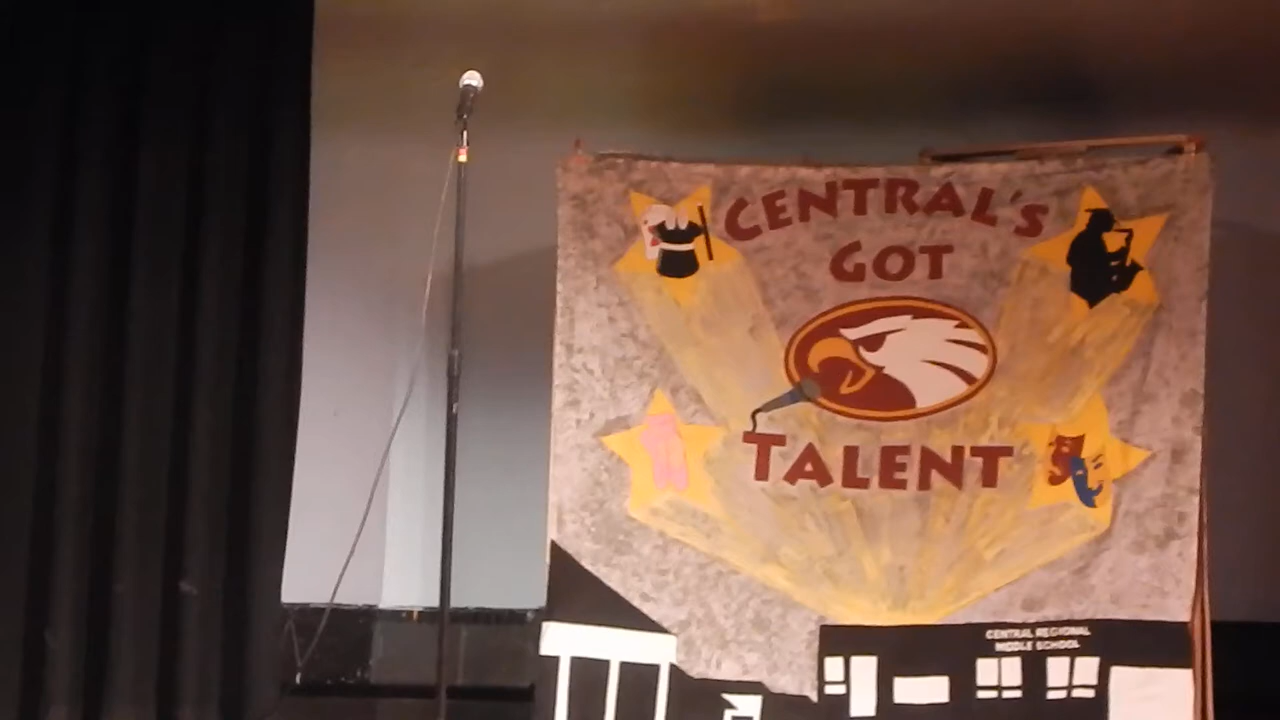 CENTRAL'S
GOT
TALENT
CENTRAL REGIONAL
MIDDLE SCHOOL